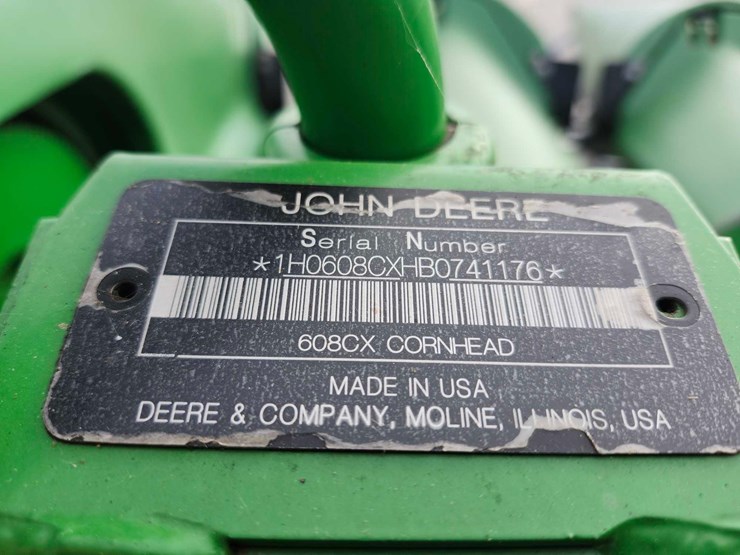 JOHN DEERE
Serial Number
*1H0608CXHB0741176*
608CX CORNHEAD
MADE IN USA
DEERE & COMPANY, MOLINE, ILLINOIS, USA